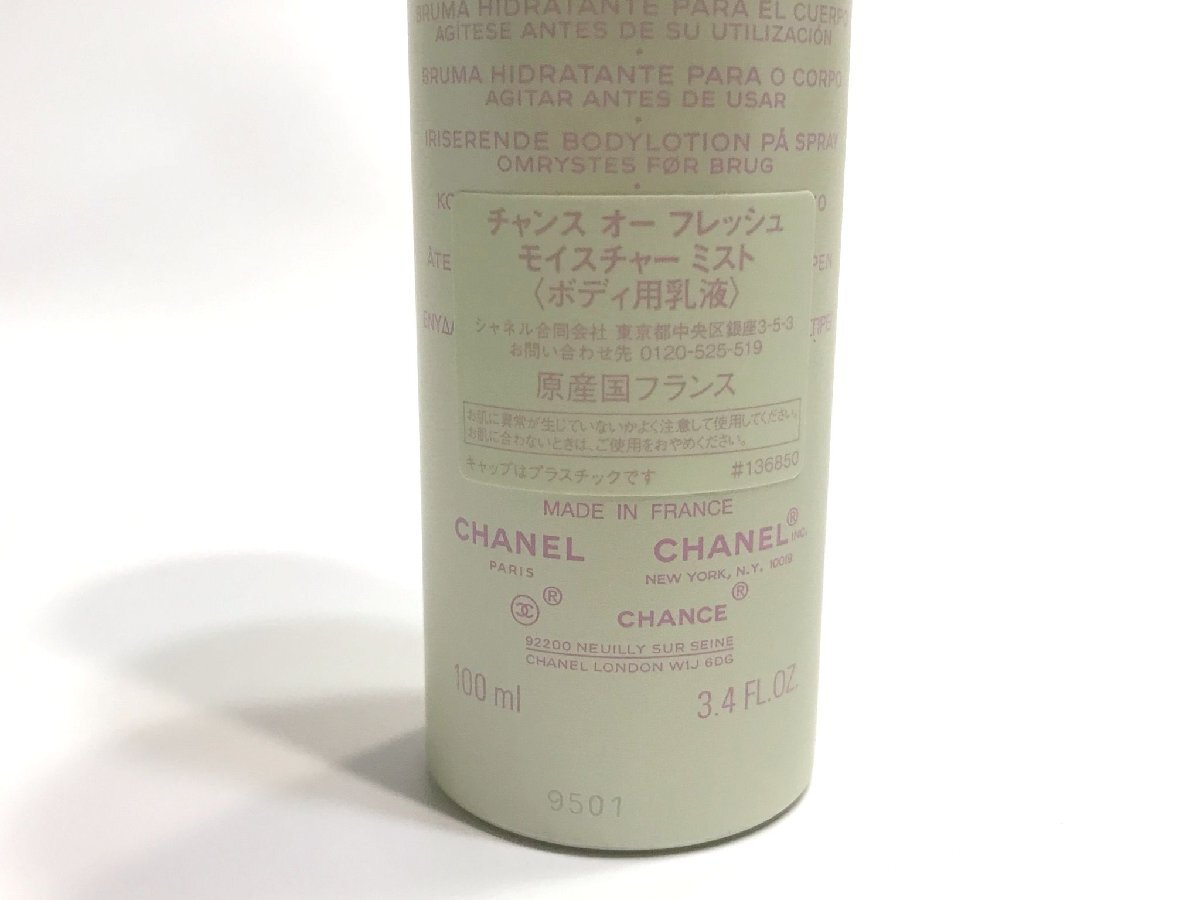 BRUMA HIDRATANTE PARA EL CUERPO
AGITESE ANTES DE SU UTILIZACIÓN
•
BRUMA HIDRATANTE PARA O CORPO
AGITAR ANTES DE USAR
•
IRISERENDE BODYLOTION PÅ SPRAY
OMRYSTES FØR BRUG
•
チャンス オー フレッシュ
モイスチャー ミスト
〈ボディ用乳液〉
シャネル合同会社 東京都中央区銀座3-5-3
お問い合わせ先 0120-525-519
原産国フランス
お肌に異常が生じていないかよく注意して使用してください。
お肌に合わないときは、ご使用をおやめください。
キャップはプラスチックです #136850
MADE IN FRANCE
CHANEL CHANEL® INC.
PARIS NEW YORK, N.Y. 10019
® CHANCE®
92200 NEUILLY SUR SEINE
CHANEL LONDON W1J 6DG
100 ml 3.4 FL.OZ.
9501